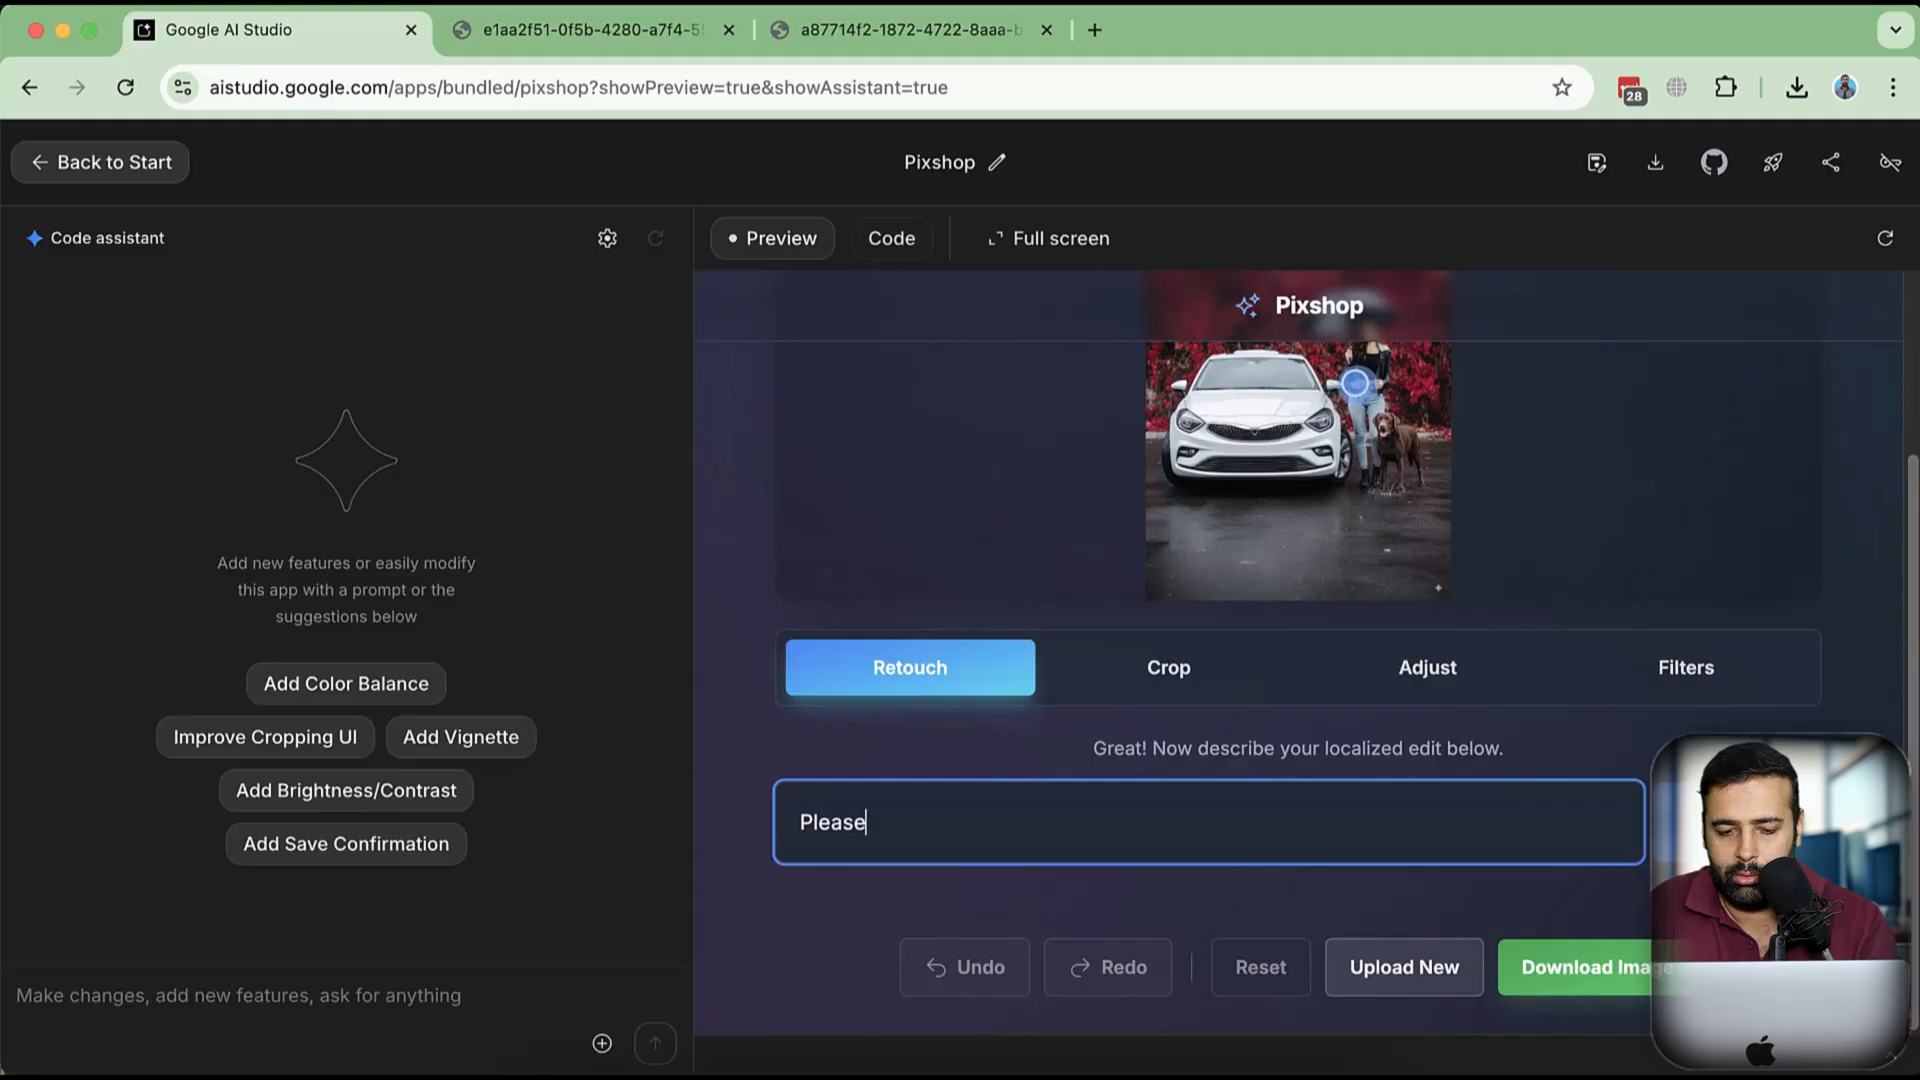 Google AI Studio
e1aa2f51-0f5b-4280-a7f4-5
a87714f2-1872-4722-8aaa-b
aistudio.google.com/apps/bundled/pixshop?showPreview=true&showAssistant=true
28
Back to Start
Pixshop
Code assistant
Preview
Code
Full screen
Pixshop
Add new features or easily modify
this app with a prompt or the
suggestions below
Add Color Balance
Improve Cropping UI
Add Vignette
Add Brightness/Contrast
Add Save Confirmation
Retouch
Crop
Adjust
Filters
Great! Now describe your localized edit below.
Please
Undo
Redo
Reset
Upload New
Download Image
Make changes, add new features, ask for anything